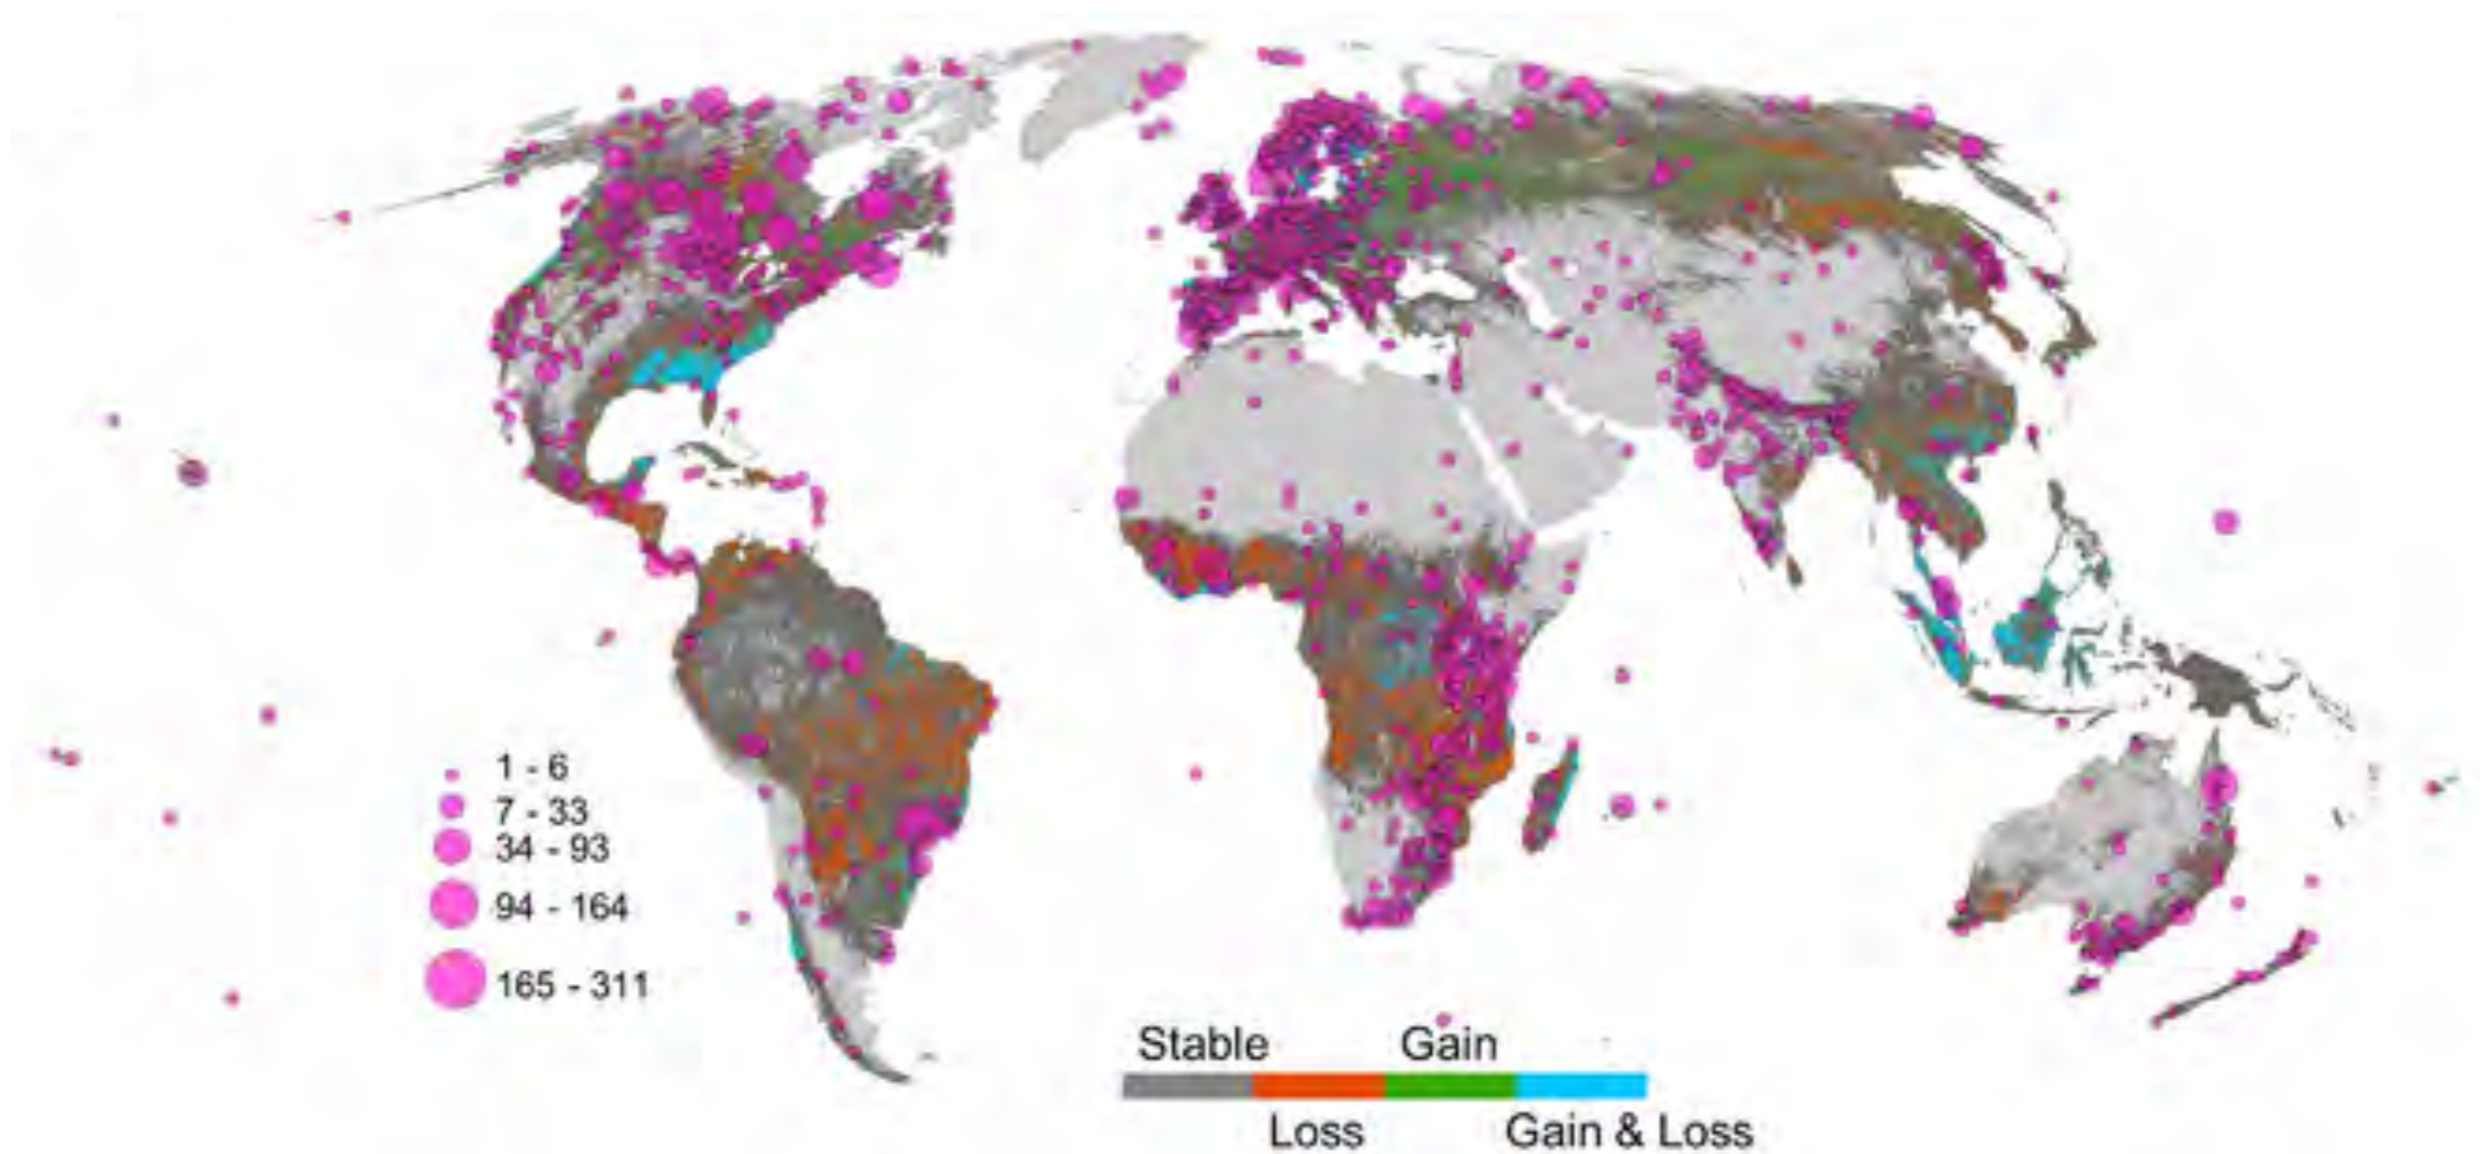 1 - 6
7 - 33
34 - 93
94 - 164
165 - 311
Stable Gain
Loss Gain & Loss